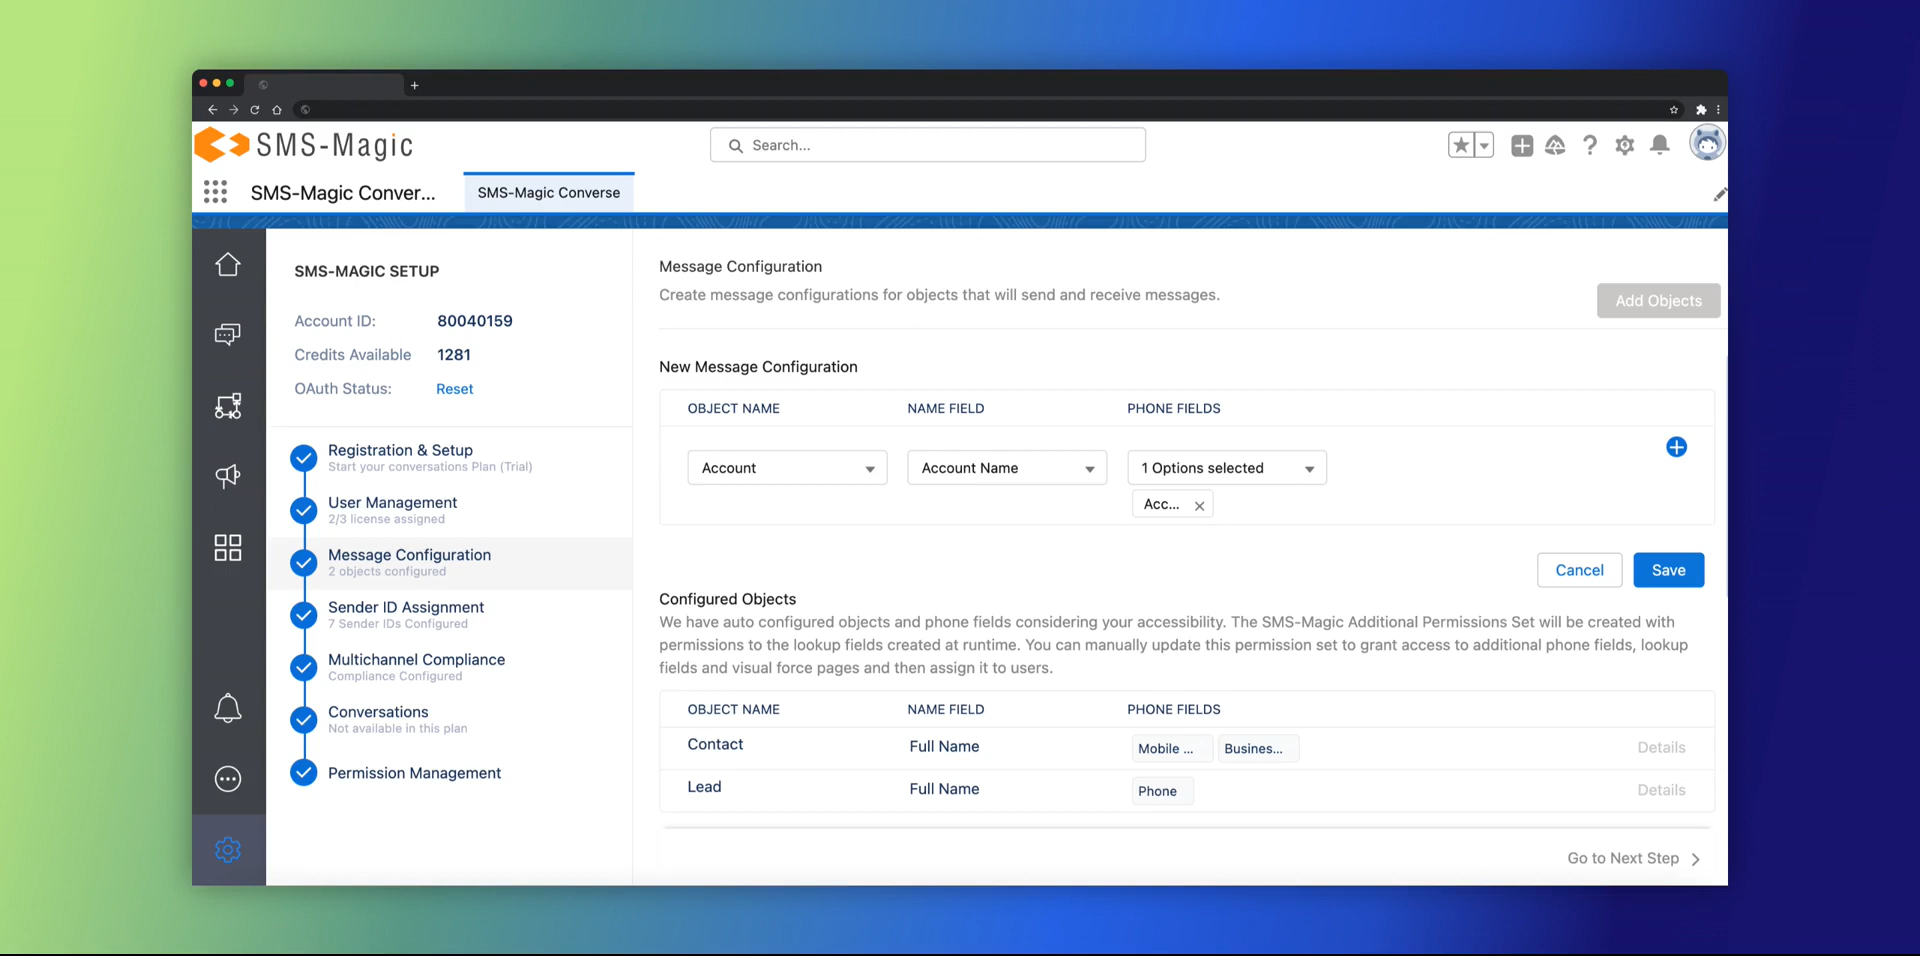 SMS-Magic
Search...
SMS-Magic Conver...
SMS-Magic Converse
SMS-MAGIC SETUP
Account ID: 80040159
Credits Available 1281
OAuth Status: Reset
Registration & Setup
Start your conversations Plan (Trial)
User Management
2/3 license assigned
Message Configuration
2 objects configured
Sender ID Assignment
7 Sender IDs Configured
Multichannel Compliance
Compliance Configured
Conversations
Not available in this plan
Permission Management
Message Configuration
Create message configurations for objects that will send and receive messages.
Add Objects
New Message Configuration
OBJECT NAME NAME FIELD PHONE FIELDS
Account Account Name 1 Options selected
Acc...
Cancel Save
Configured Objects
We have auto configured objects and phone fields considering your accessibility. The SMS-Magic Additional Permissions Set will be created with
permissions to the lookup fields created at runtime. You can manually update this permission set to grant access to additional phone fields, lookup
fields and visual force pages and then assign it to users.
OBJECT NAME NAME FIELD PHONE FIELDS
Contact Full Name Mobile ... Busines... Details
Lead Full Name Phone Details
Go to Next Step